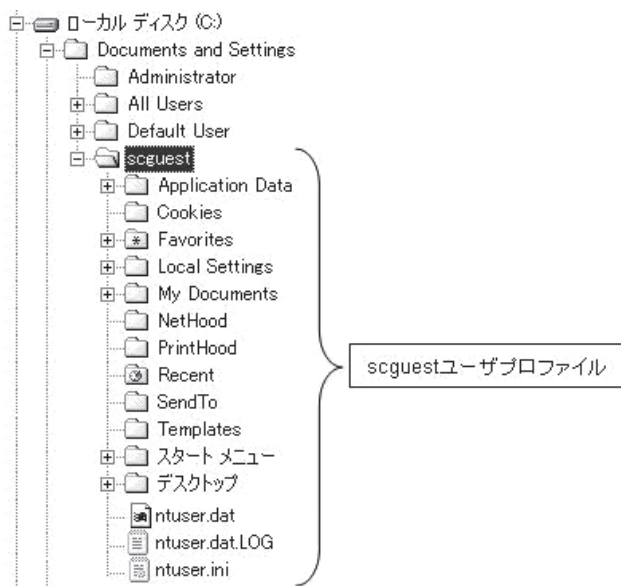 ローカル ディスク (C:)
Documents and Settings
Administrator
All Users
Default User
scguest
Application Data
Cookies
Favorites
Local Settings
My Documents
NetHood
PrintHood
Recent
SendTo
Templates
スタート メニュー
デスクトップ
ntuser.dat
ntuser.dat.LOG
ntuser.ini
scguestユーザプロファイル